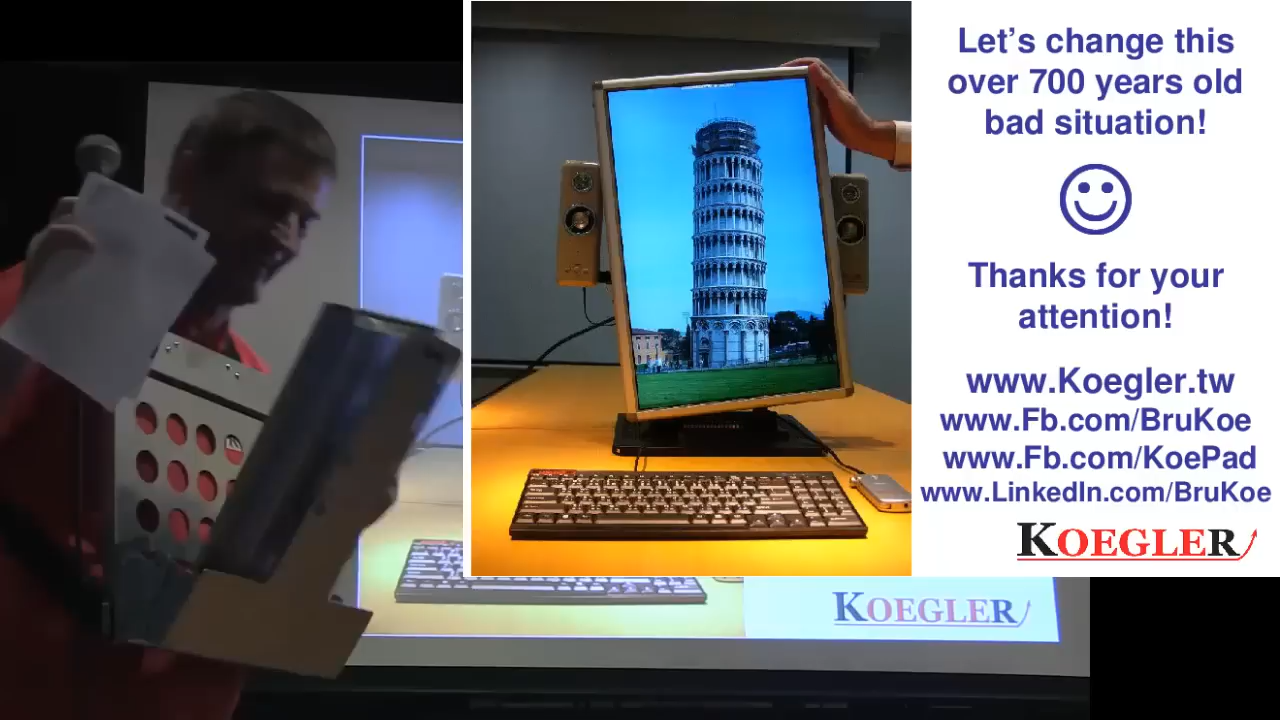 Let's change this
over 700 years old
bad situation!
Thanks for your
attention!
www.Koegler.tw
www.Fb.com/BruKoe
www.Fb.com/KoePad
www.LinkedIn.com/BruKoe
KOEGLER
KOEGLER